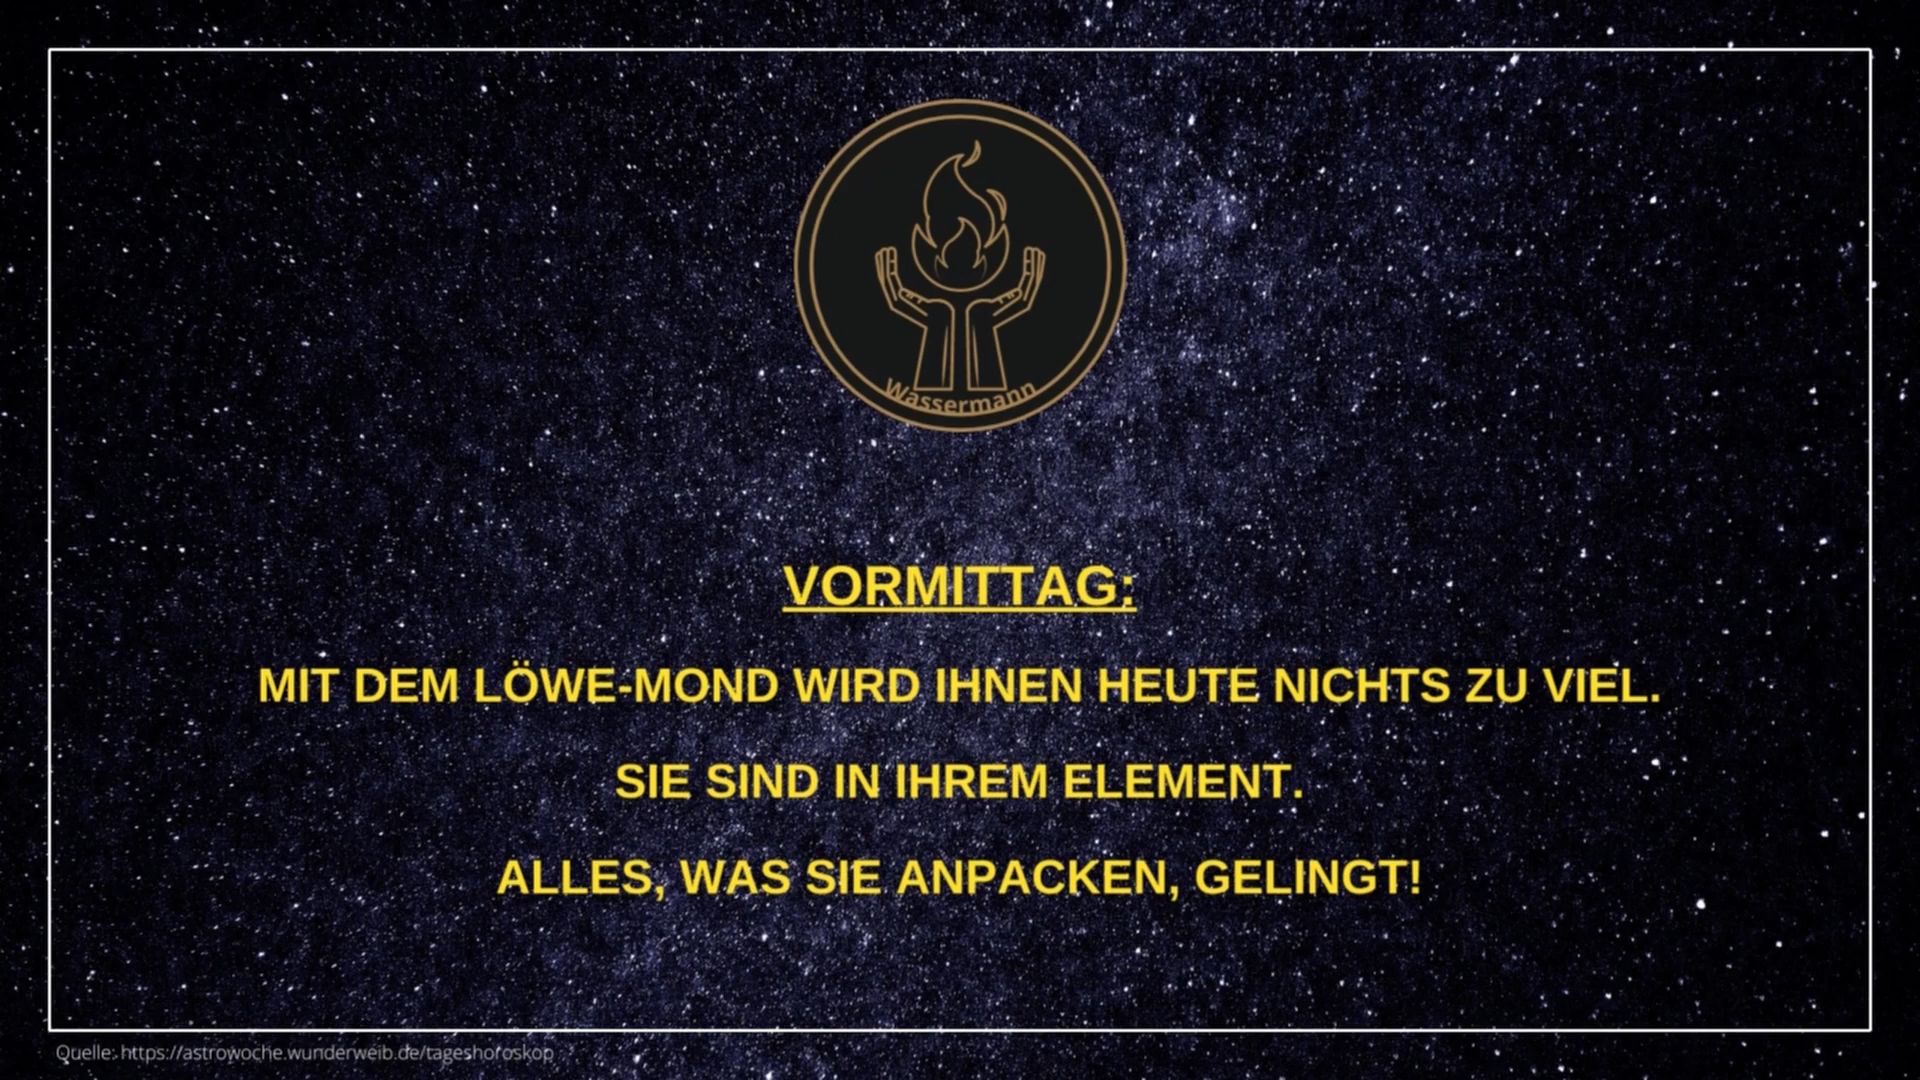 Wassermann
VORMITTAG:
MIT DEM LÖWE-MOND WIRD IHNEN HEUTE NICHTS ZU VIEL.
SIE SIND IN IHREM ELEMENT.
ALLES, WAS SIE ANPACKEN, GELINGT!
Quelle: https://astrowoche.wunderweib.de/tageshoroskop